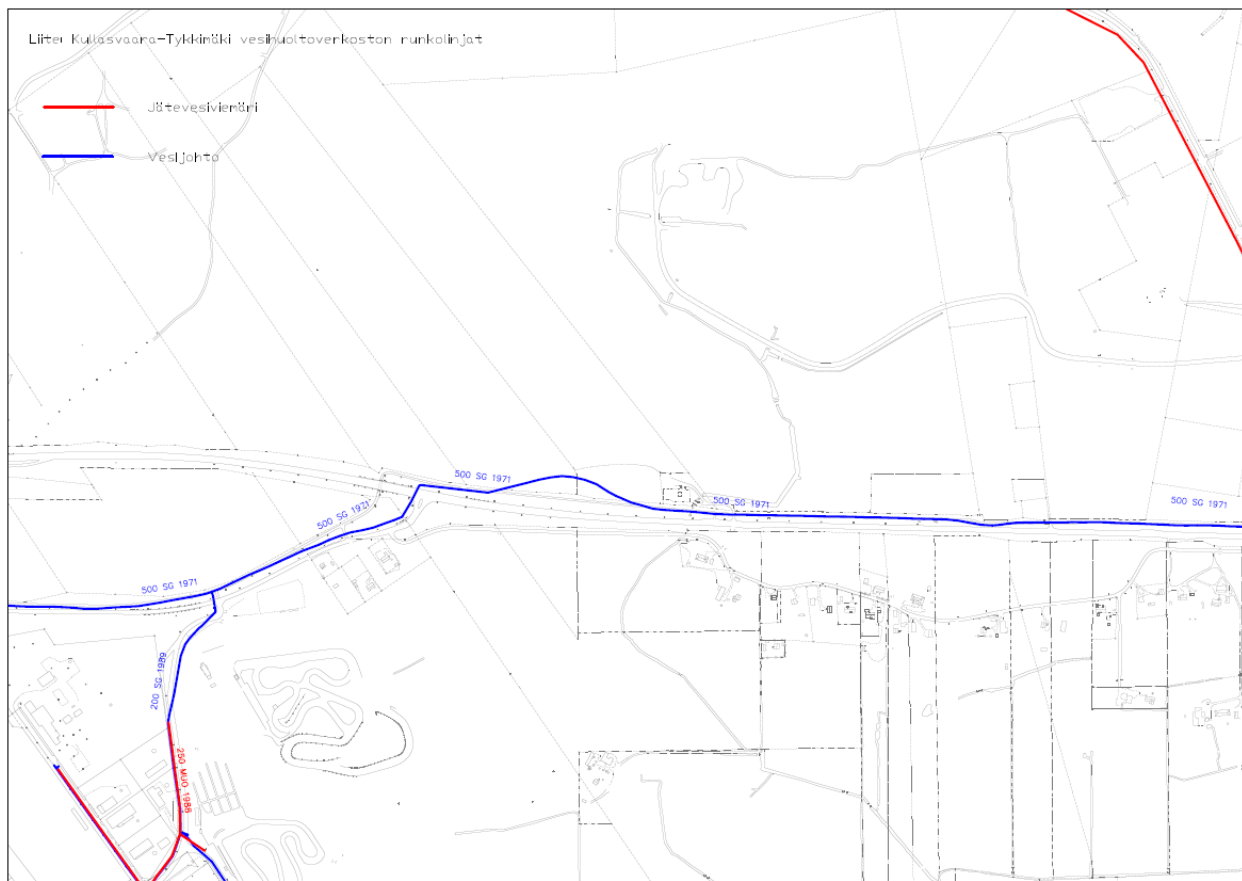 Liite: Kullasvaara-Tykkimäki vesihuoltoverkoston runkolinjat
Jätevesiviemäri
Vesijohto
500 SG 1971
500 SG 1971
500 SG 1971
500 SG 1971
500 SG 1971
200 SG 1989
250 MUO 1988